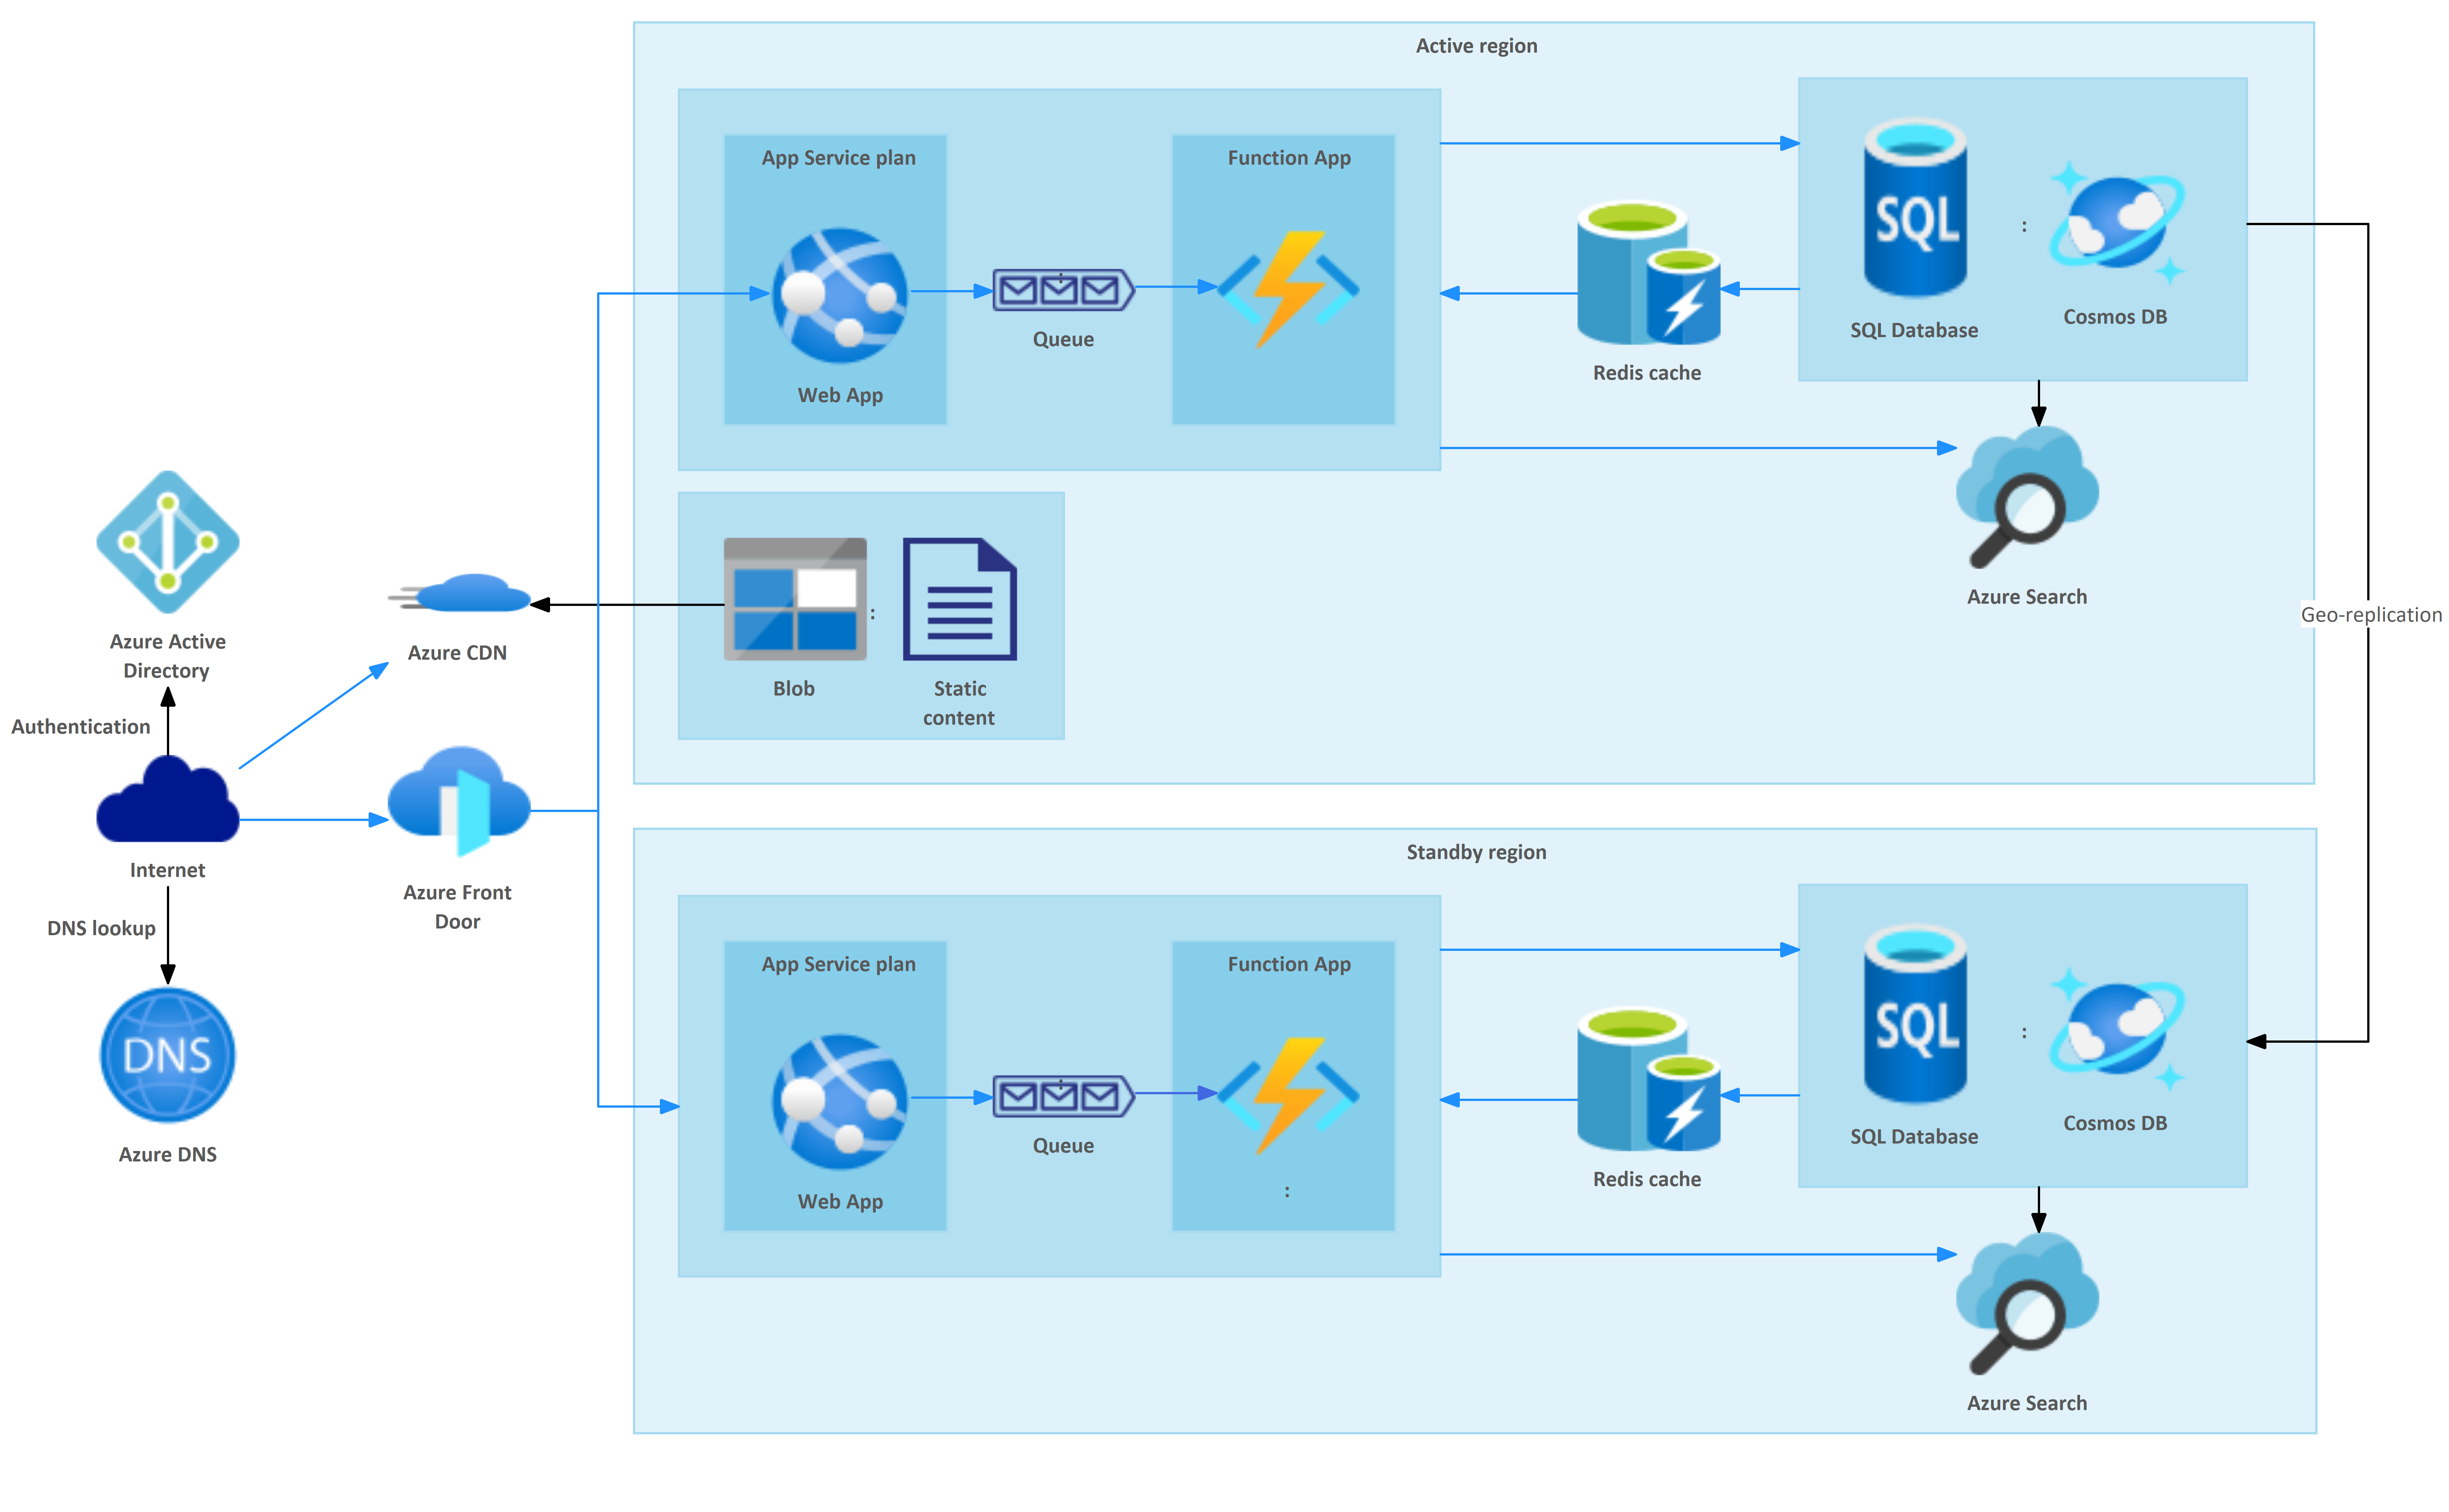 Active region
App Service plan
Function App
SQL
:
:
Queue
Web App
Redis cache
SQL Database
Cosmos DB
Azure Search
Blob
:
Static
content
Geo-replication
Azure Active
Directory
Azure CDN
Authentication
Internet
Azure Front
Door
DNS lookup
DNS
Azure DNS
Standby region
App Service plan
Function App
SQL
:
:
Queue
Web App
:
Redis cache
SQL Database
Cosmos DB
Azure Search